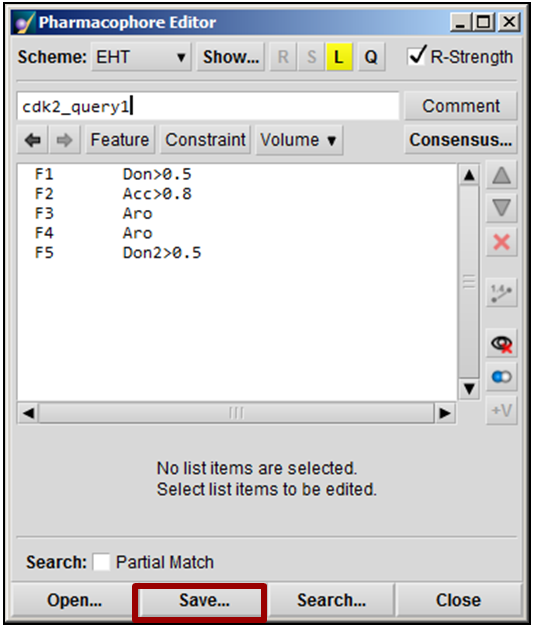 Pharmacophore Editor
Scheme: EHT Show... R S L Q R-Strength
cdk2_query1 Comment
Feature Constraint Volume Consensus...
F1 Don>0.5
F2 Acc>0.8
F3 Aro
F4 Aro
F5 Don2>0.5
1.4
+V
No list items are selected.
Select list items to be edited.
Search: Partial Match
Open... Save... Search... Close